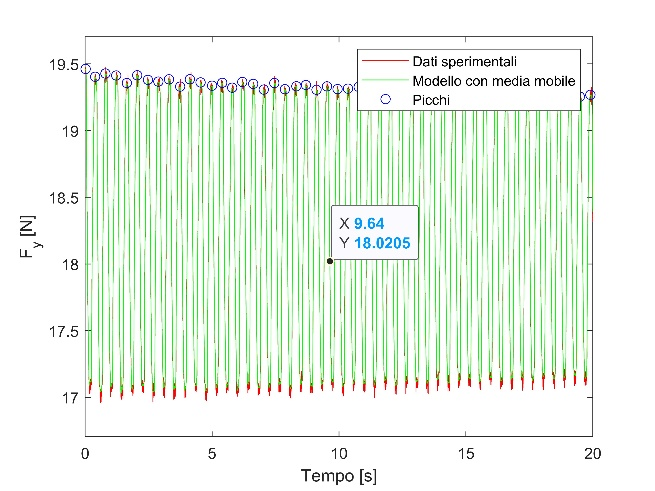 19.5
19
18.5
18
17.5
17
F_y [N]
Dati sperimentali
Modello con media mobile
Picchi
X 9.64
Y 18.0205
0 5 10 15 20
Tempo [s]